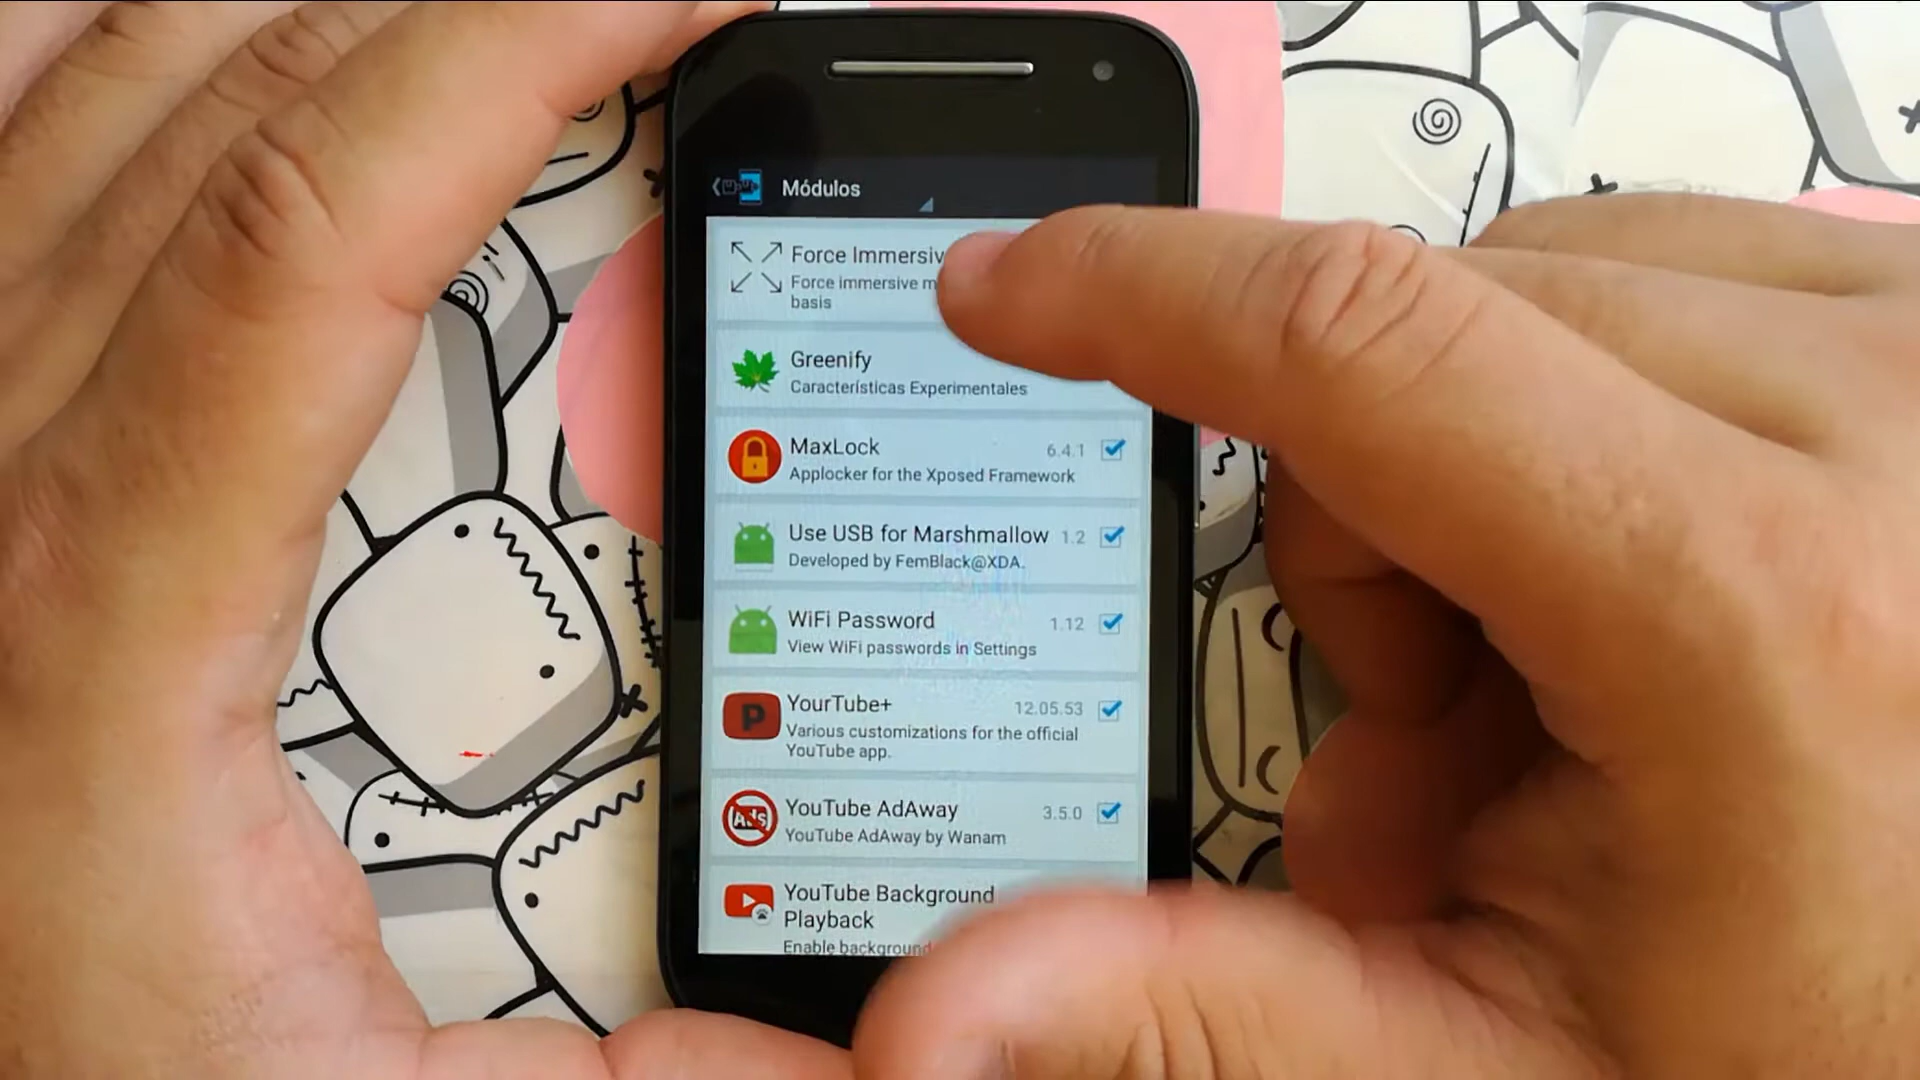 Módulos
Force Immersiv
Force immersive m
basis
Greenify
Características Experimentales
MaxLock 6.4.1
Applocker for the Xposed Framework
Use USB for Marshmallow 1.2
Developed by FemBlack@XDA.
WiFi Password 1.12
View WiFi passwords in Settings
P
YourTube+ 12.05.53
Various customizations for the official
YouTube app.
Ads
YouTube AdAway 3.5.0
YouTube AdAway by Wanam
YouTube Background
Playback
Enable background